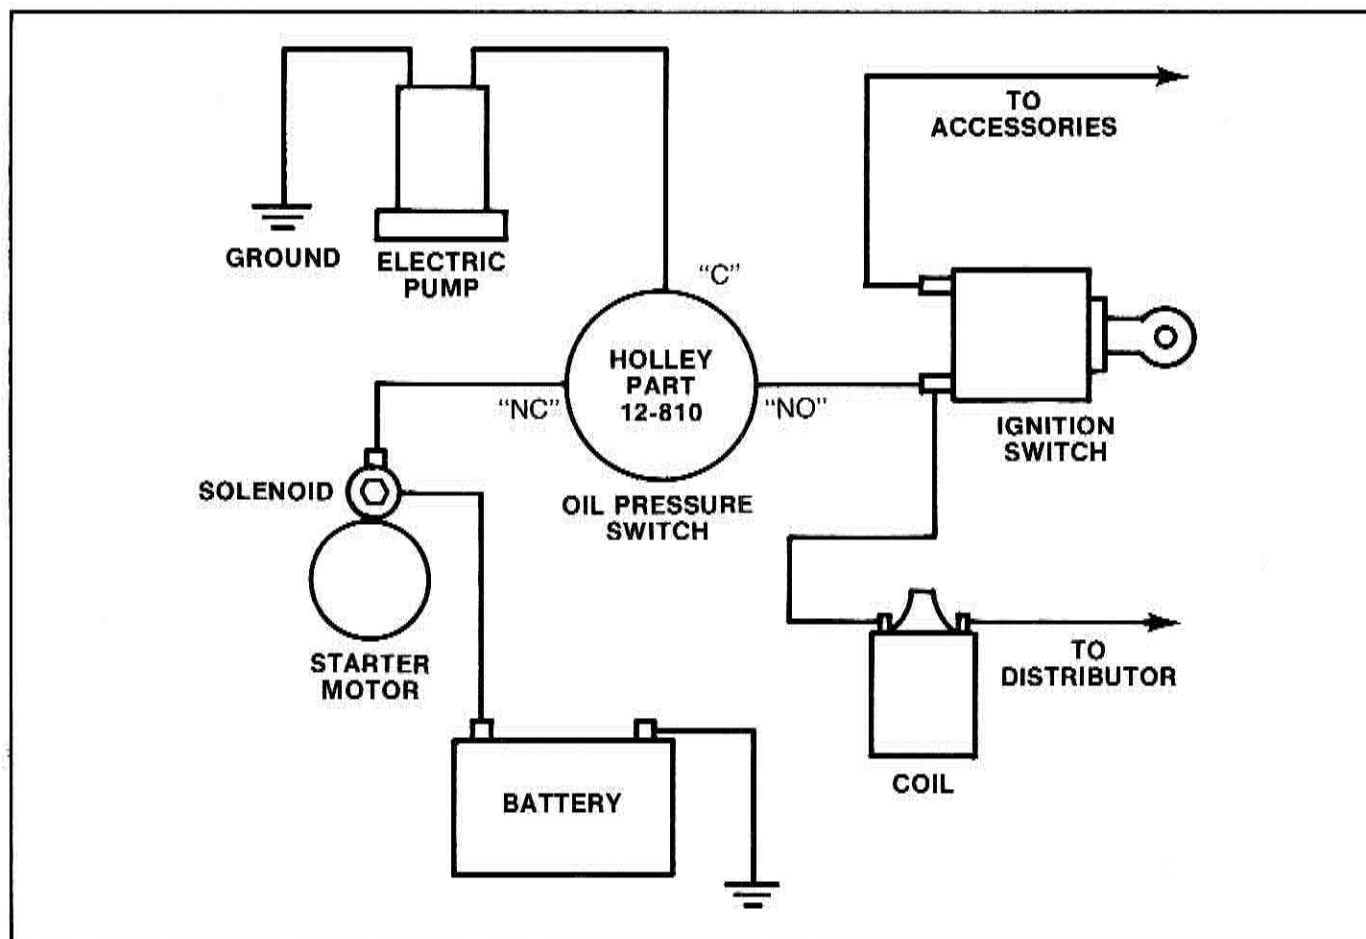 TO
ACCESSORIES
GROUND
ELECTRIC
PUMP
“C”
HOLLEY
PART
12-810
“NC”
“NO”
IGNITION
SWITCH
SOLENOID
OIL PRESSURE
SWITCH
STARTER
MOTOR
TO
DISTRIBUTOR
COIL
BATTERY